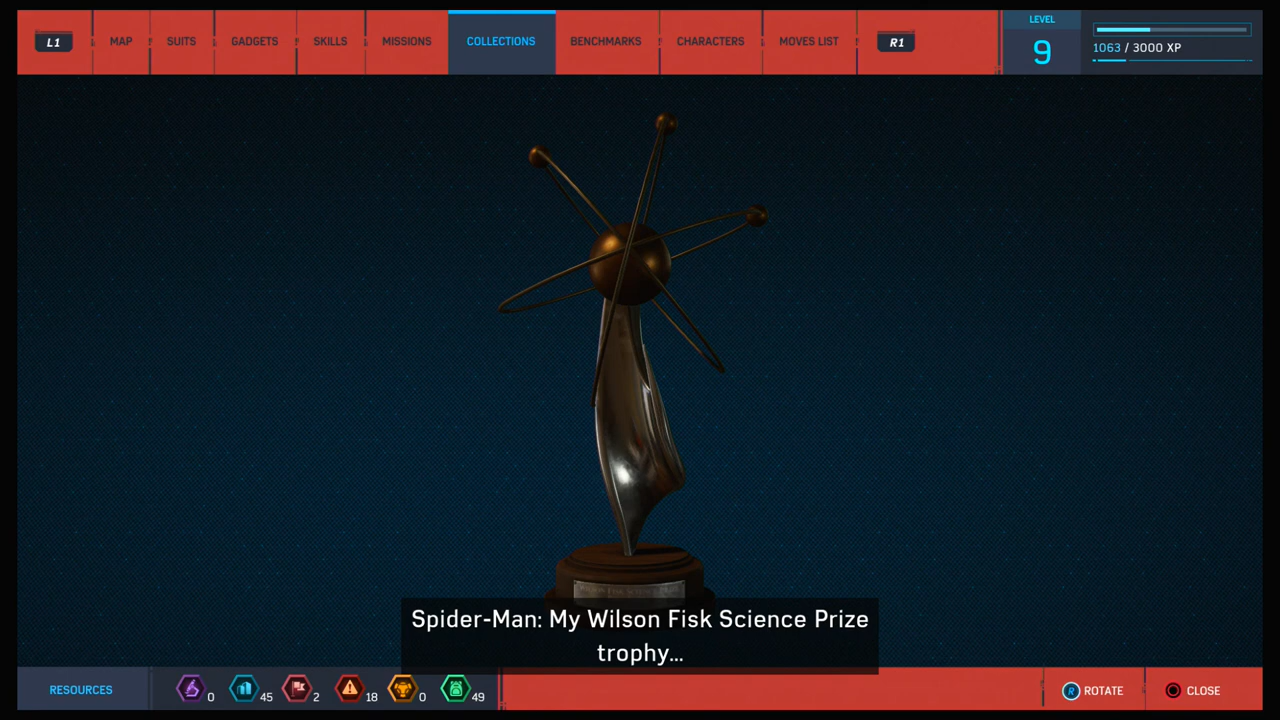 L1 MAP SUITS GADGETS SKILLS MISSIONS COLLECTIONS BENCHMARKS CHARACTERS MOVES LIST R1
LEVEL
9
1063 / 3000 XP
Spider-Man: My Wilson Fisk Science Prize
trophy...
RESOURCES 0 45 2 18 0 49 R ROTATE CLOSE